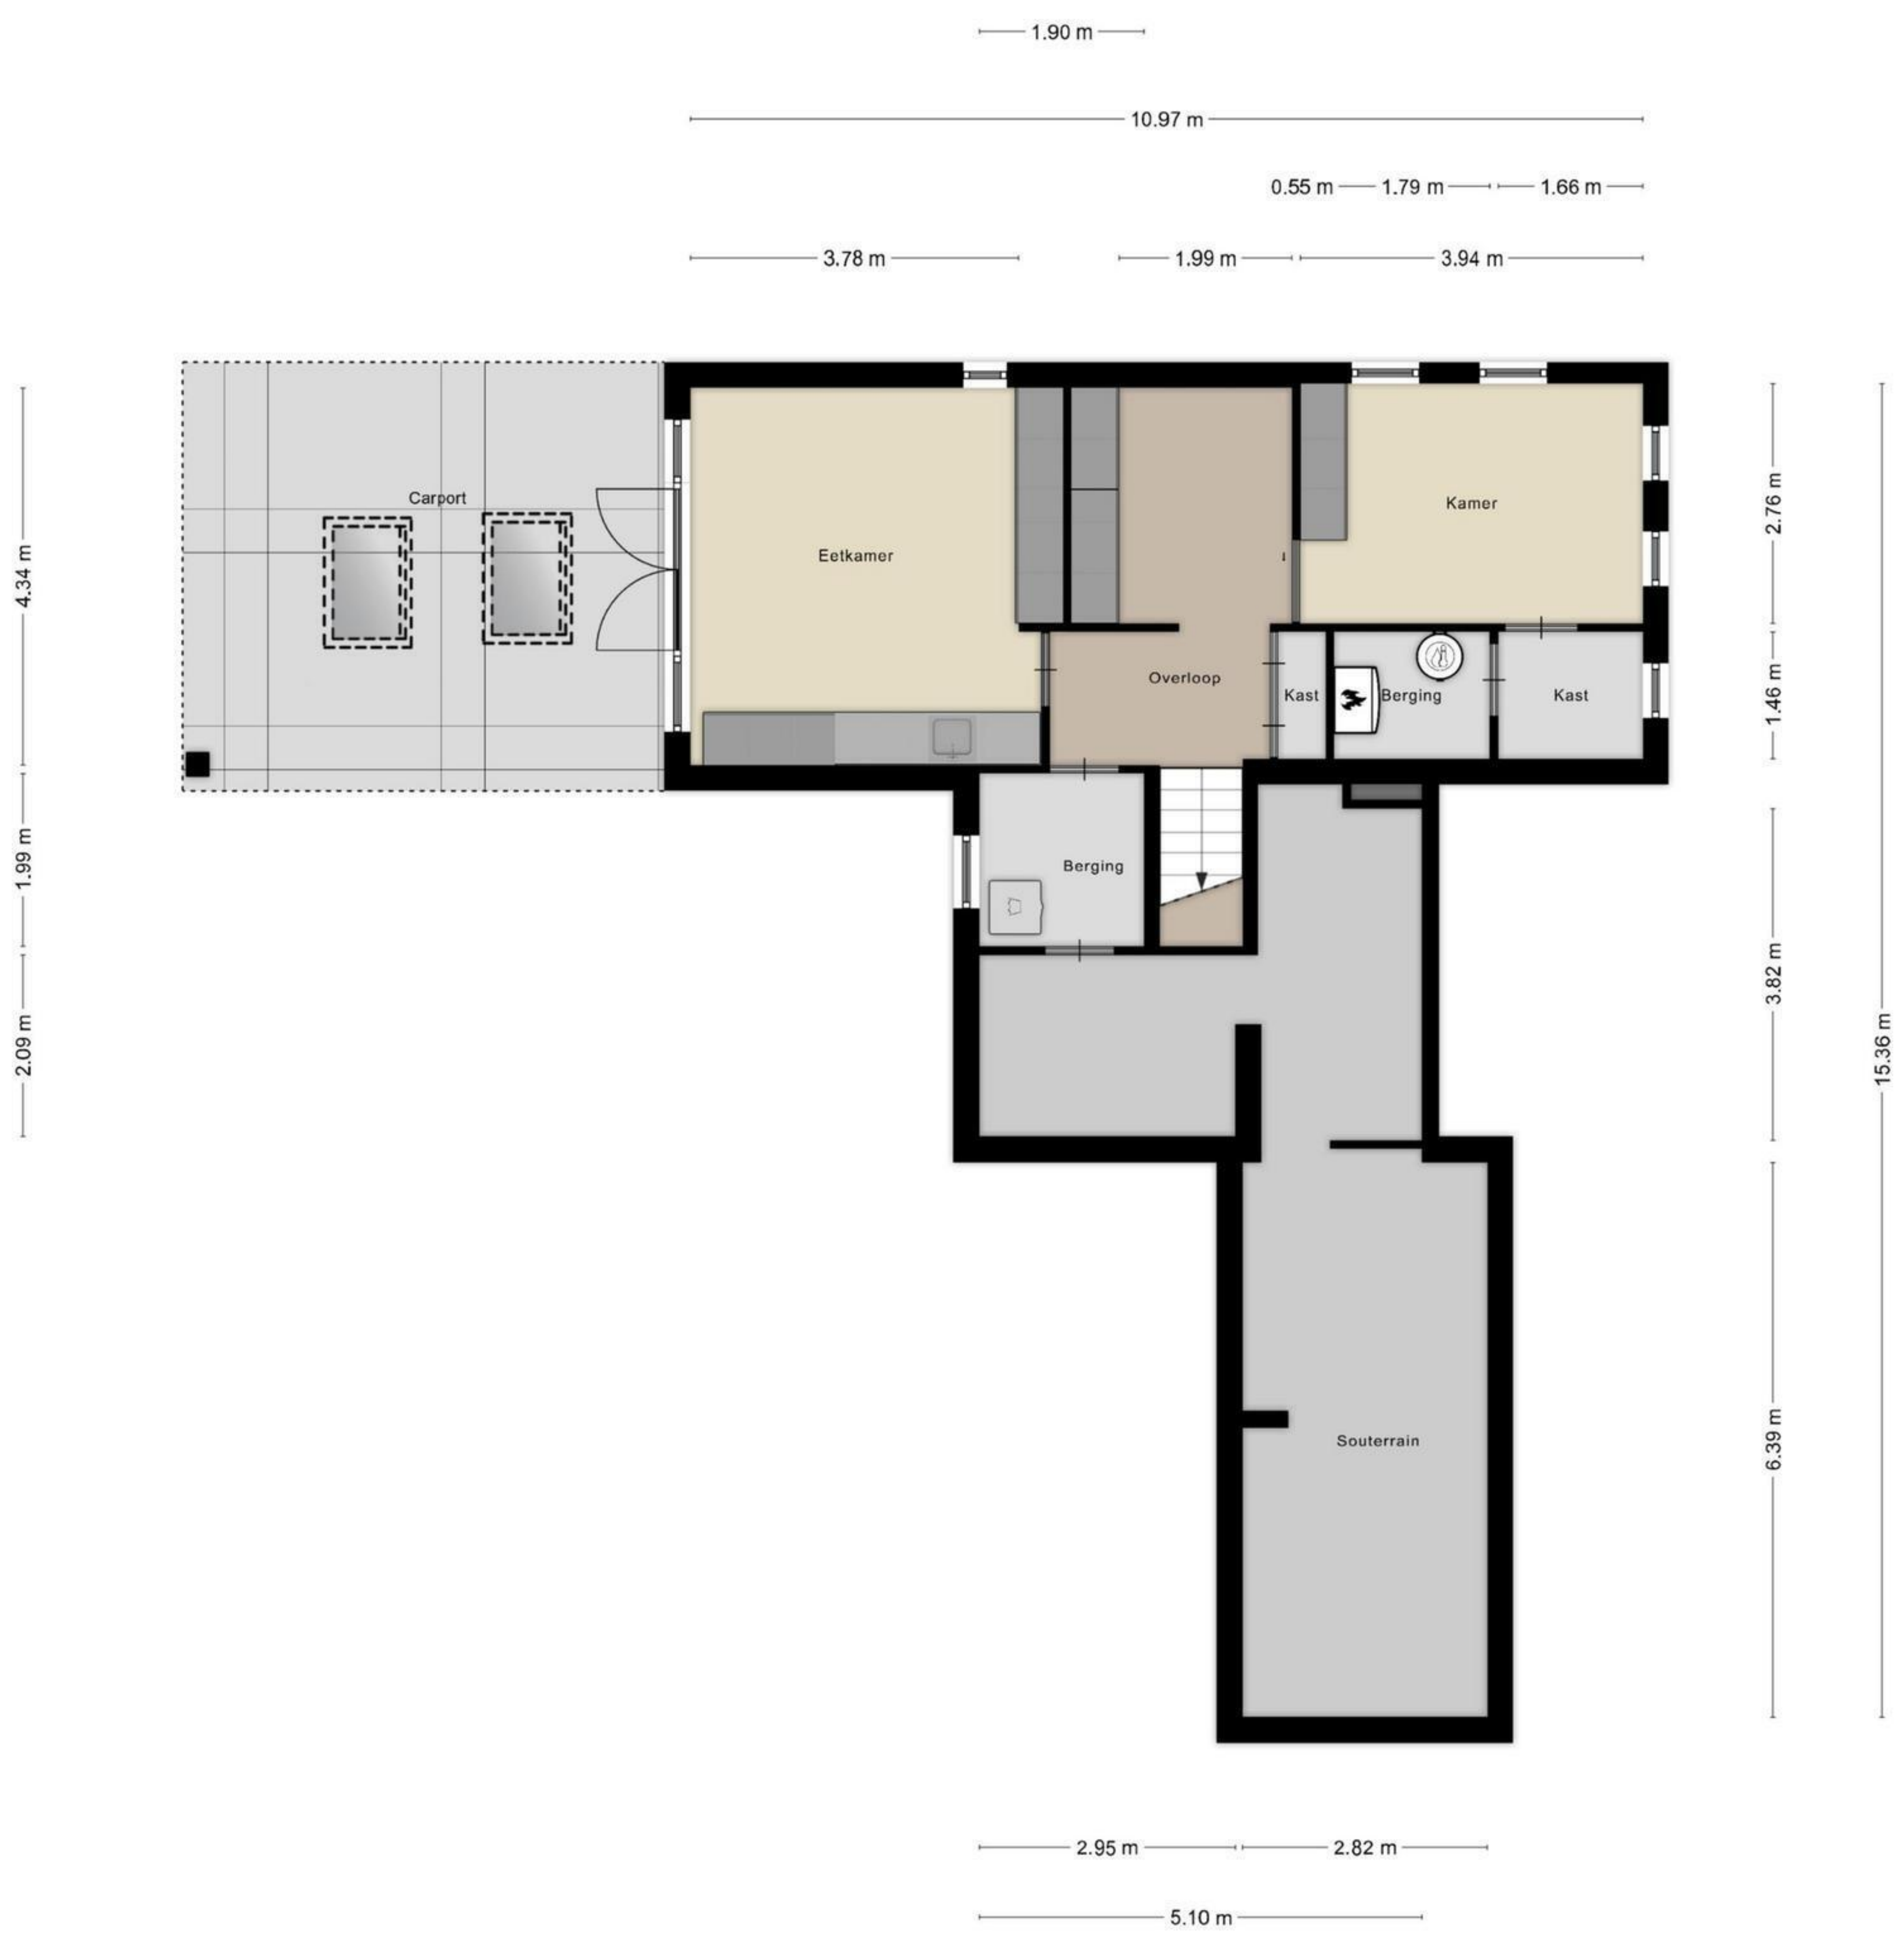 1.90 m
10.97 m
0.55 m
1.79 m
1.66 m
3.78 m
1.99 m
3.94 m
Carport
Eetkamer
Kamer
Overloop
Kast
Berging
Kast
Berging
Souterrain
4.34 m
1.99 m
2.09 m
2.76 m
1.46 m
3.82 m
6.39 m
15.36 m
2.95 m
2.82 m
5.10 m